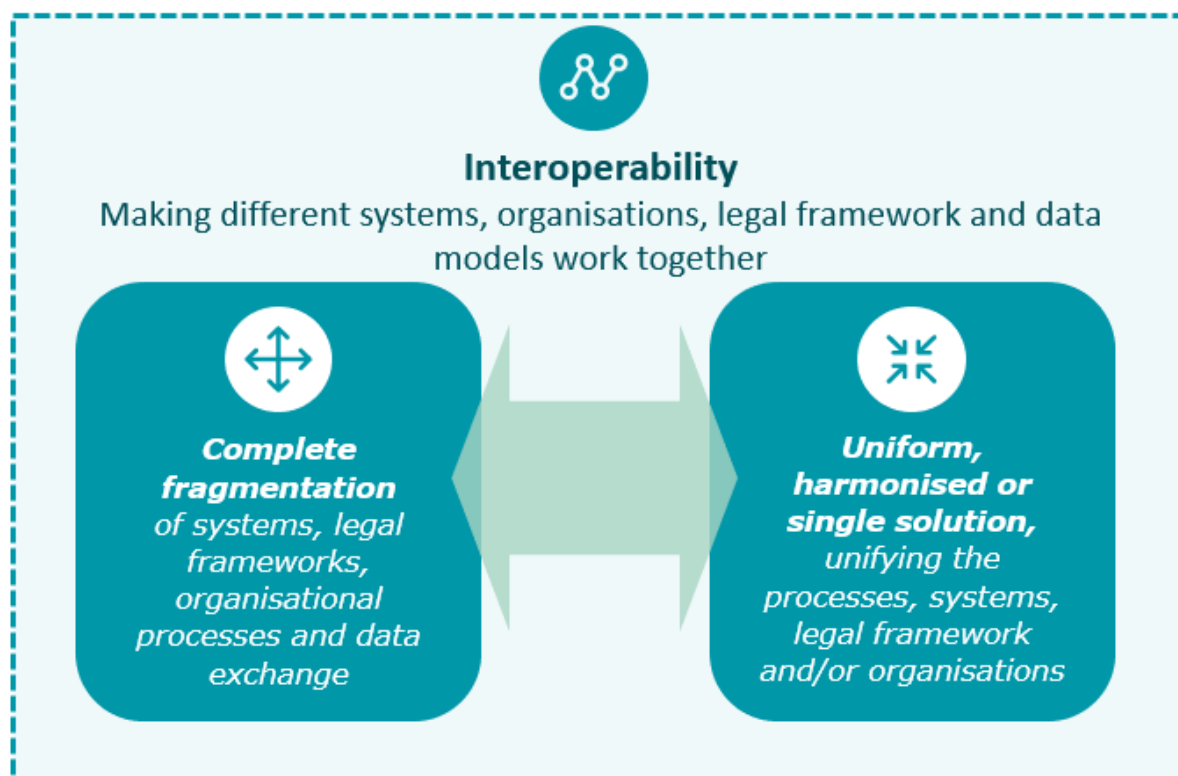 Interoperability
Making different systems, organisations, legal framework and data
models work together
Complete
fragmentation
of systems, legal
frameworks,
organisational
processes and data
exchange
Uniform,
harmonised or
single solution,
unifying the
processes, systems,
legal framework
and/or organisations